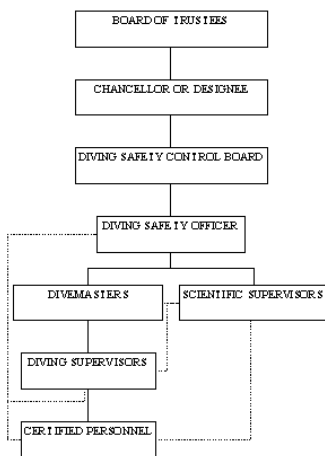 BOARD OF TRUSTEES
CHANCELLOR OR DESIGNEE
DIVING SAFETY CONTROL BOARD
DIVING SAFETY OFFICER
DIVEMASTERS
SCIENTIFIC SUPERVISORS
DIVING SUPERVISORS
CERTIFIED PERSONNEL